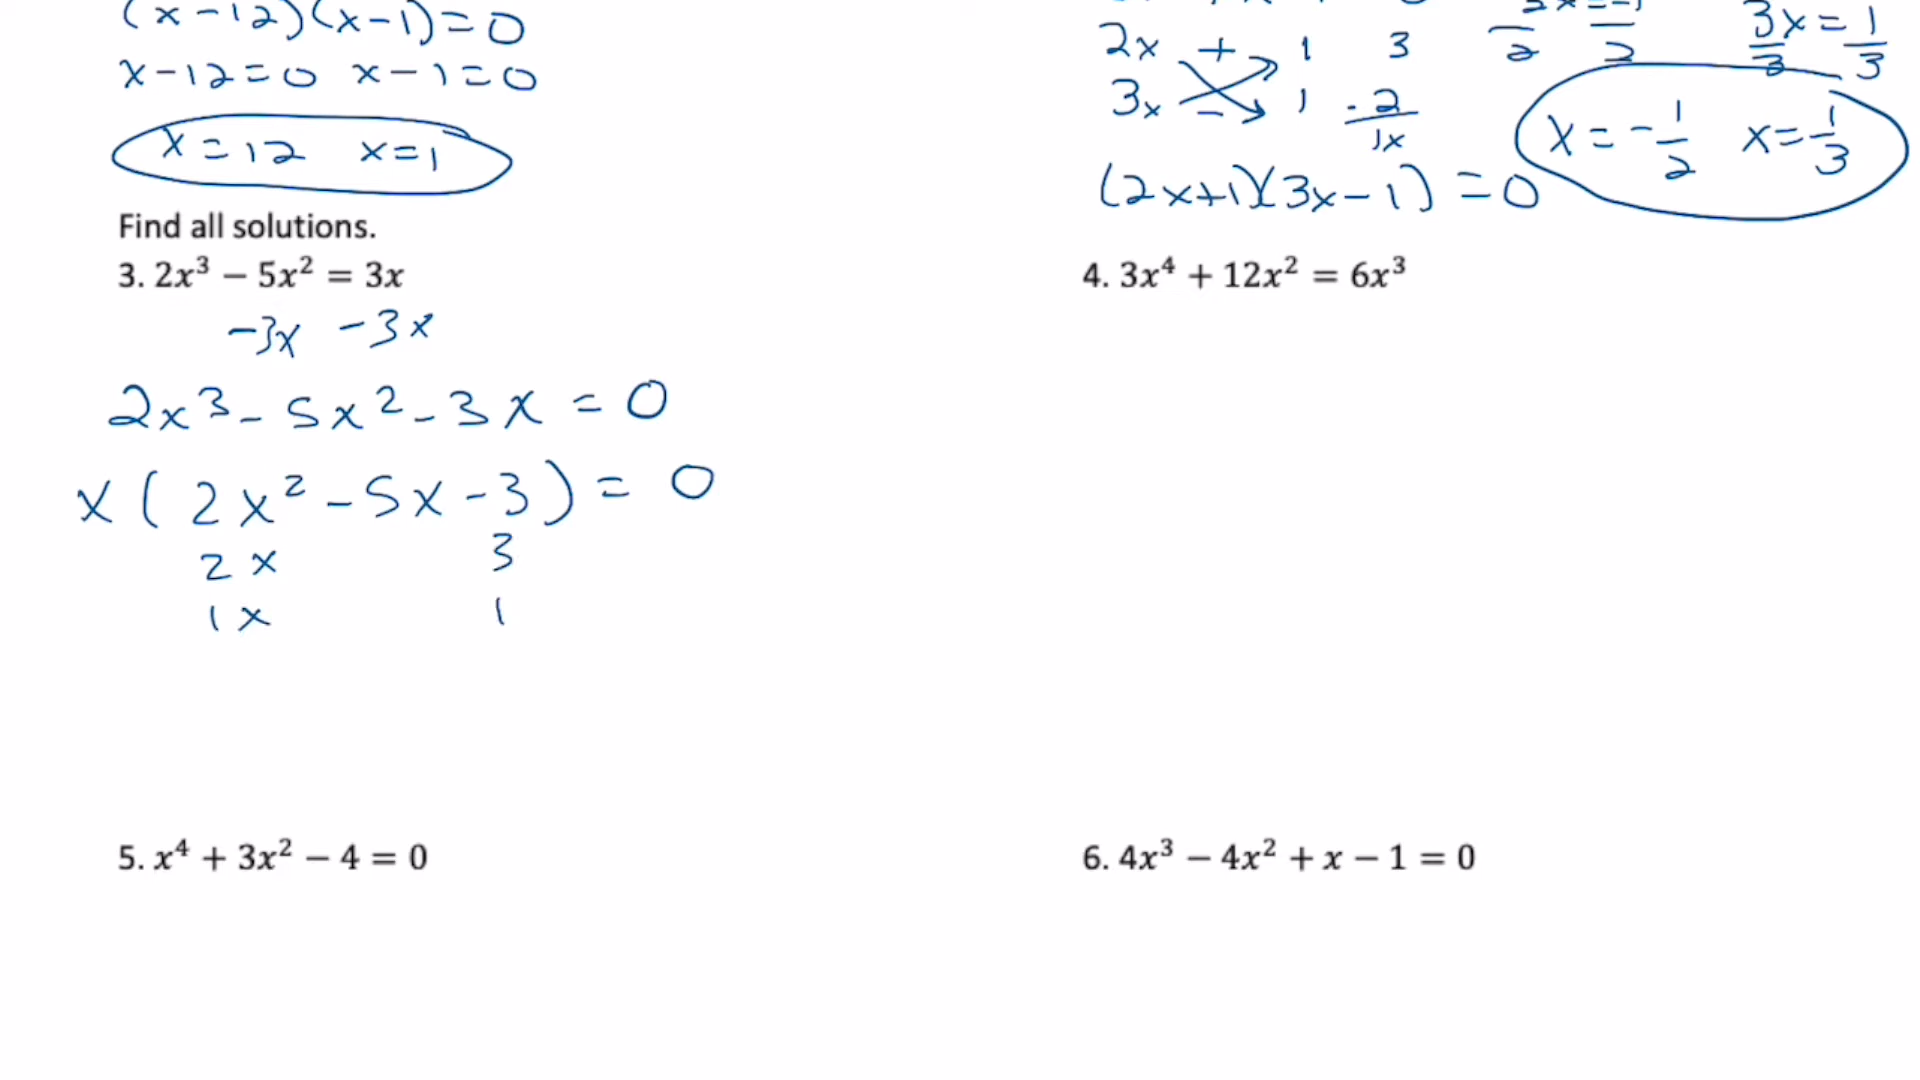 (x-12)(x-1)=0
x-12=0 x-1=0
x=12 x=1
Find all solutions.
3. 2x³ − 5x² = 3x
-3x -3x
2x³-5x²-3x=0
x(2x²-5x-3)=0
2x 3
1x 1
2x + 1 3
3x - 1 -2
1x
(2x+1)(3x-1)=0
2 2
3x=1
3 3
x=-1/2 x=1/3
4. 3x⁴ + 12x² = 6x³
5. x⁴ + 3x² − 4 = 0
6. 4x³ − 4x² + x − 1 = 0